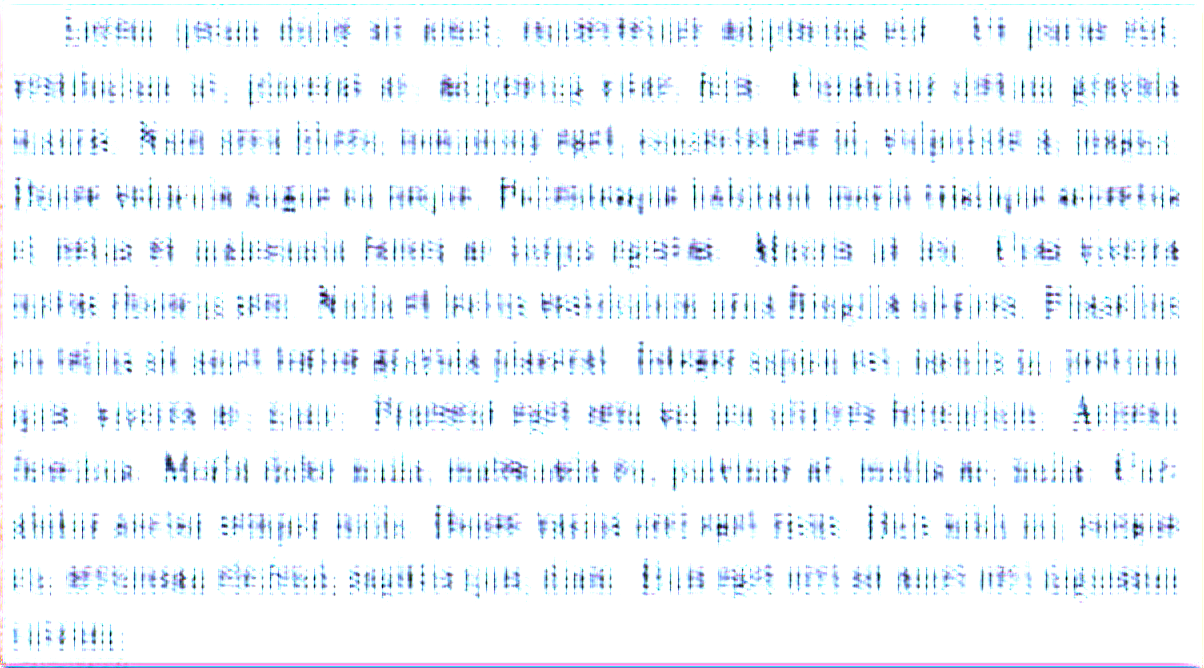 Lorem ipsum dolor sit amet, consectetuer adipiscing elit. Ut purus elit,
vestibulum ut, placerat ac, adipiscing vitae, felis. Curabitur dictum gravida
mauris. Nam arcu libero, nonummy eget, consectetuer id, vulputate a, magna.
Donec vehicula augue eu neque. Pellentesque habitant morbi tristique senectus
et netus et malesuada fames ac turpis egestas. Mauris ut leo. Cras viverra
metus rhoncus sem. Nulla et lectus vestibulum urna fringilla ultrices. Phasellus
eu tellus sit amet tortor gravida placerat. Integer sapien est, iaculis in, pretium
quis, viverra ac, nunc. Praesent eget sem vel leo ultrices bibendum. Aenean
faucibus. Morbi dolor nulla, malesuada eu, pulvinar at, mollis ac, nulla. Cur-
abitur auctor semper nulla. Donec varius orci eget risus. Duis nibh mi, congue
eu, accumsan eleifend, sagittis quis, diam. Duis eget orci sit amet orci dignissim
rutrum.